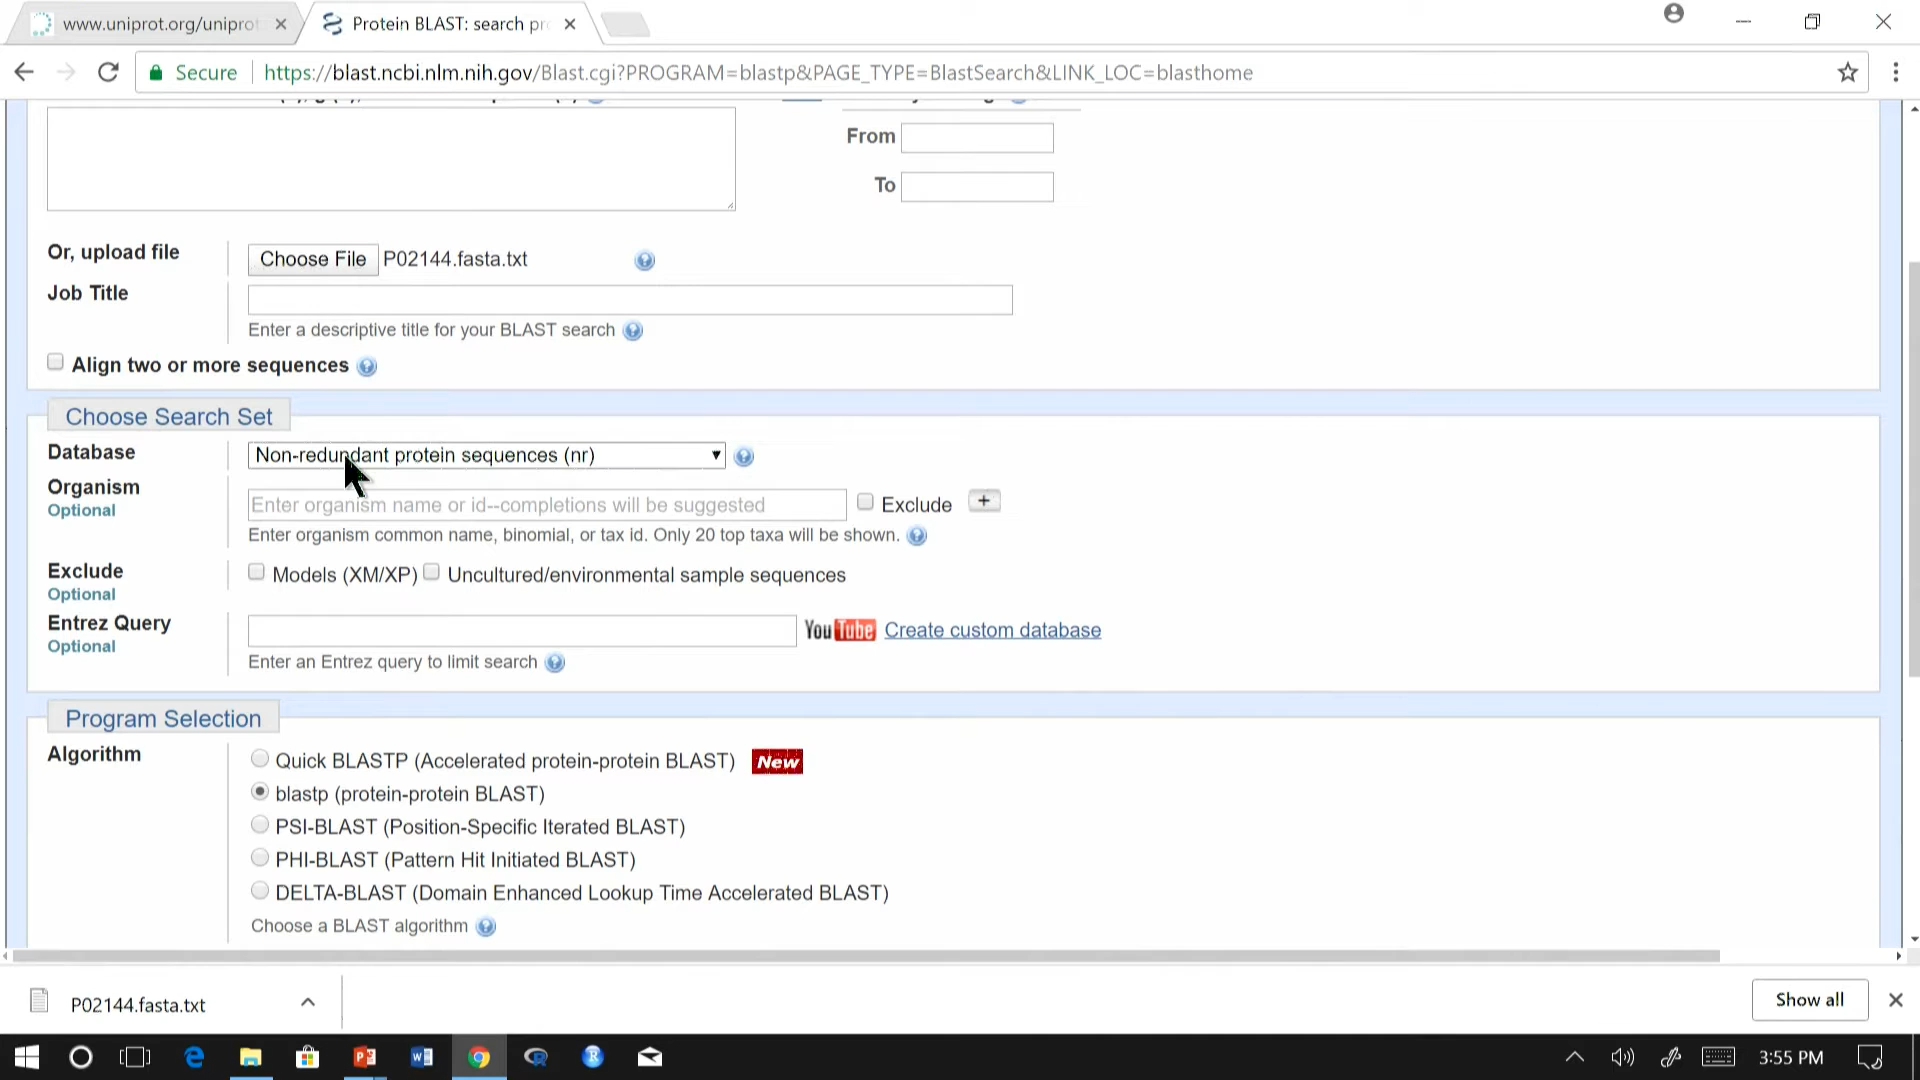 www.uniprot.org/uniprot
Protein BLAST: search pr
Secure
https://blast.ncbi.nlm.nih.gov/Blast.cgi?PROGRAM=blastp&PAGE_TYPE=BlastSearch&LINK_LOC=blasthome
From
To
Or, upload file
Choose File P02144.fasta.txt
Job Title
Enter a descriptive title for your BLAST search
Align two or more sequences
Choose Search Set
Database
Non-redundant protein sequences (nr)
Organism
Optional
Enter organism name or id--completions will be suggested
Exclude +
Enter organism common name, binomial, or tax id. Only 20 top taxa will be shown.
Exclude
Optional
Models (XM/XP) Uncultured/environmental sample sequences
Entrez Query
Optional
YouTube Create custom database
Enter an Entrez query to limit search
Program Selection
Algorithm
Quick BLASTP (Accelerated protein-protein BLAST) New
blastp (protein-protein BLAST)
PSI-BLAST (Position-Specific Iterated BLAST)
PHI-BLAST (Pattern Hit Initiated BLAST)
DELTA-BLAST (Domain Enhanced Lookup Time Accelerated BLAST)
Choose a BLAST algorithm
P02144.fasta.txt
Show all
3:55 PM